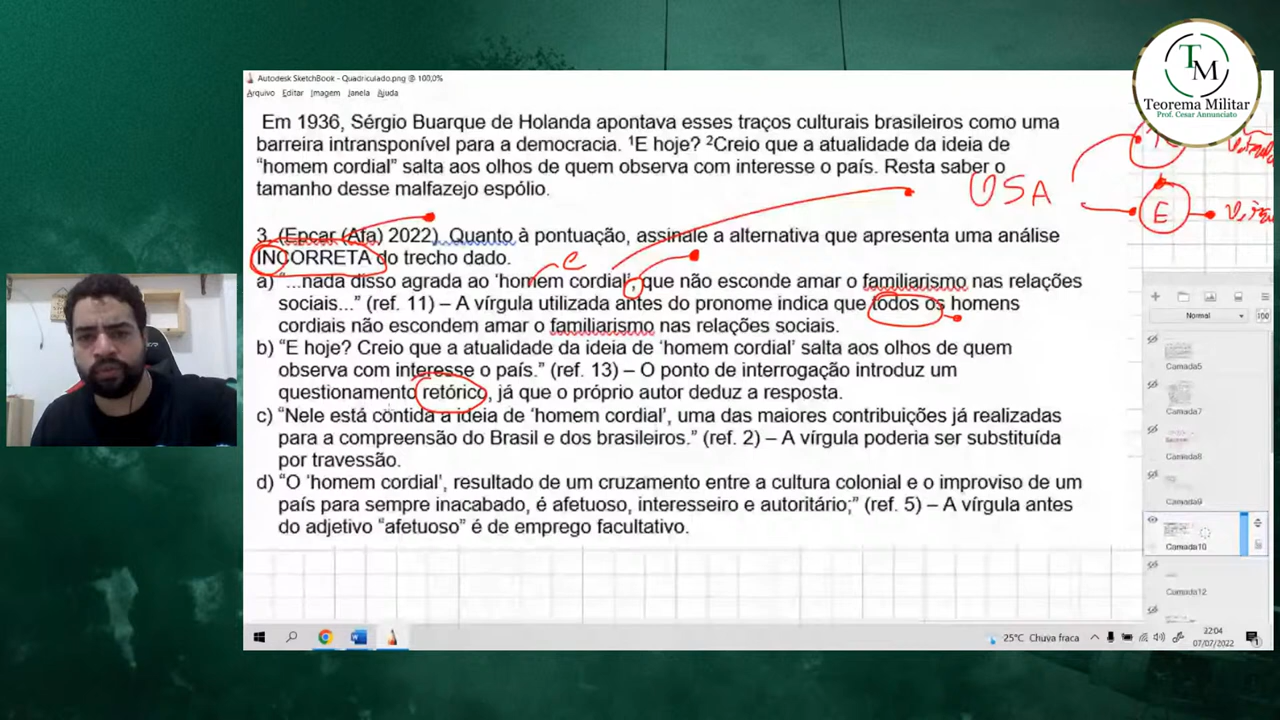 TM
Teorema Militar
Prof. Cesar Annunciato
Autodesk SketchBook - Quadriculado.png @ 100,0%
Arquivo Editar Imagem Janela Ajuda
Em 1936, Sérgio Buarque de Holanda apontava esses traços culturais brasileiros como uma
barreira intransponível para a democracia. ¹E hoje? ²Creio que a atualidade da ideia de
“homem cordial” salta aos olhos de quem observa com interesse o país. Resta saber o
tamanho desse malfazejo espólio.
OSA
E
3. (Epcar (Afa) 2022). Quanto à pontuação, assinale a alternativa que apresenta uma análise
INCORRETA do trecho dado.
e
a) “...nada disso agrada ao ‘homem cordial’, que não esconde amar o familiarismo nas relações
sociais...” (ref. 11) – A vírgula utilizada antes do pronome indica que todos os homens
cordiais não escondem amar o familiarismo nas relações sociais.
b) “E hoje? Creio que a atualidade da ideia de ‘homem cordial’ salta aos olhos de quem
observa com interesse o país.” (ref. 13) – O ponto de interrogação introduz um
questionamento retórico, já que o próprio autor deduz a resposta.
c) “Nele está contida a ideia de ‘homem cordial’, uma das maiores contribuições já realizadas
para a compreensão do Brasil e dos brasileiros.” (ref. 2) – A vírgula poderia ser substituída
por travessão.
d) “O ‘homem cordial’, resultado de um cruzamento entre a cultura colonial e o improviso de um
país para sempre inacabado, é afetuoso, interesseiro e autoritário;” (ref. 5) – A vírgula antes
do adjetivo “afetuoso” é de emprego facultativo.
Normal
100
Camada5
Camada7
Camada8
Camada9
Camada10
Camada12
25°C Chuva fraca
22:04
07/07/2022